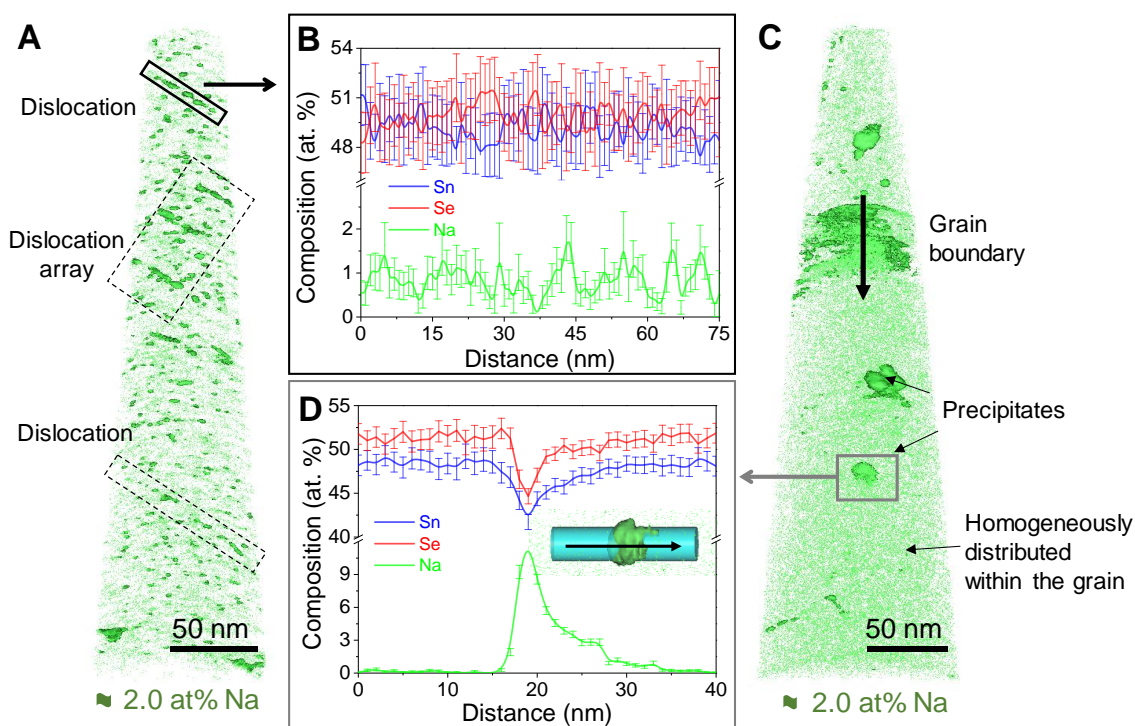 A
Dislocation
Dislocation
array
Dislocation
50 nm
≈ 2.0 at% Na
B
Composition (at. %)
54
51
48
2
1
0
Sn
Se
Na
0 15 30 45 60 75
Distance (nm)
C
Grain
boundary
Precipitates
Homogeneously
distributed
within the grain
50 nm
≈ 2.0 at% Na
D
Composition (at. %)
55
50
45
40
9
6
3
0
Sn
Se
Na
0 10 20 30 40
Distance (nm)